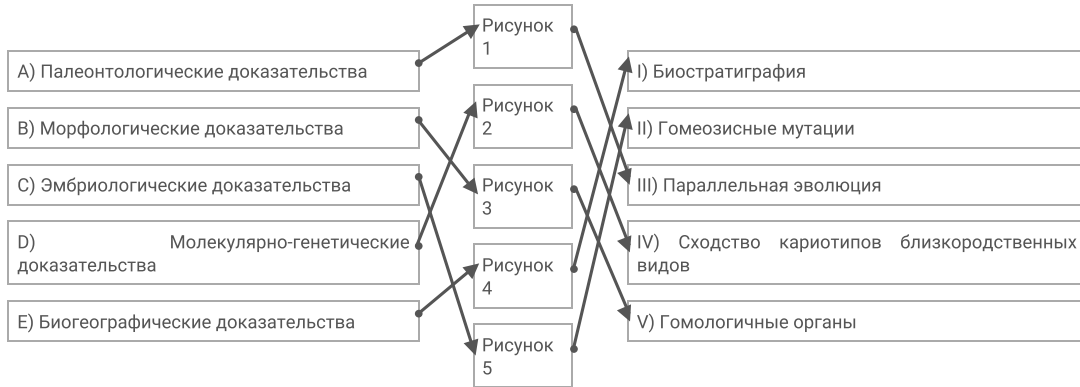 A) Палеонтологические доказательства
B) Морфологические доказательства
C) Эмбриологические доказательства
D) Молекулярно-генетические
доказательства
E) Биогеографические доказательства
Рисунок
1
Рисунок
2
Рисунок
3
Рисунок
4
Рисунок
5
I) Биостратиграфия
II) Гомеозисные мутации
III) Параллельная эволюция
IV) Сходство кариотипов близкородственных
видов
V) Гомологичные органы